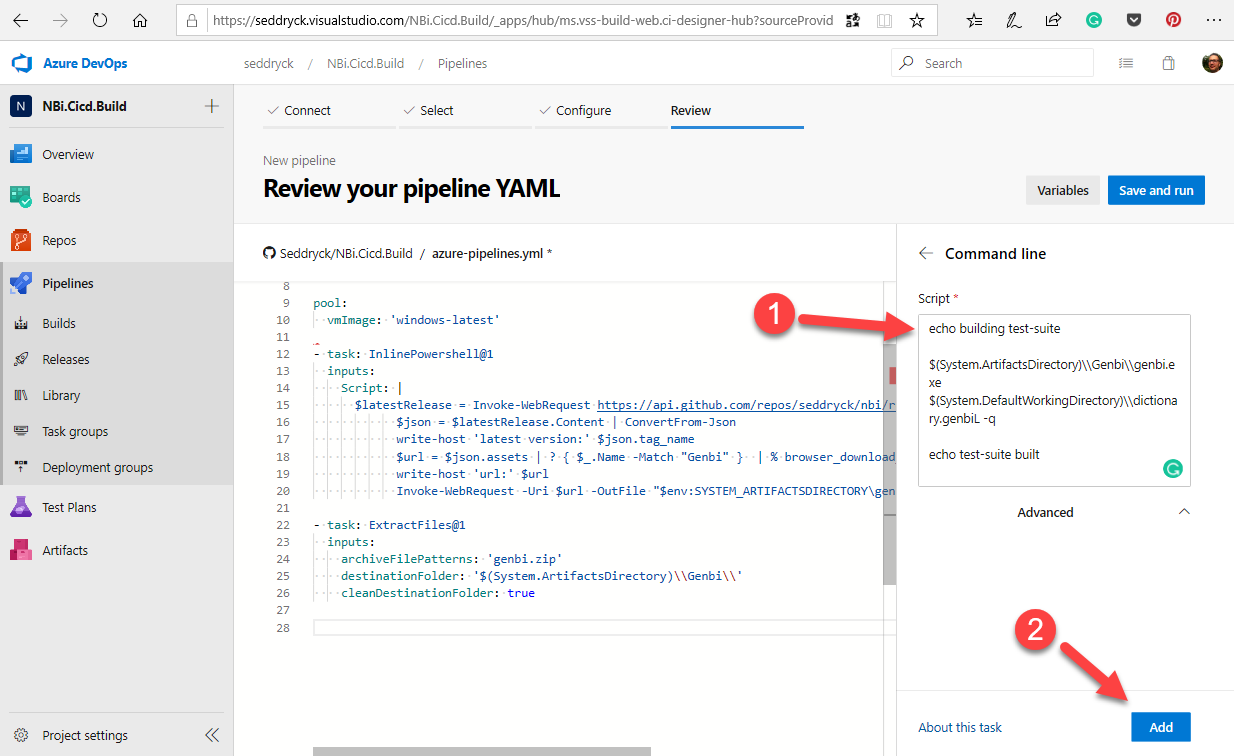 https://seddryck.visualstudio.com/NBi.Cicd.Build/_apps/hub/ms.vss-build-web.ci-designer-hub?sourceProvid
Azure DevOps
seddryck / NBi.Cicd.Build / Pipelines
Search
N NBi.Cicd.Build
Overview
Boards
Repos
Pipelines
Builds
Releases
Library
Task groups
Deployment groups
Test Plans
Artifacts
Project settings
Connect
Select
Configure
Review
New pipeline
Review your pipeline YAML
Variables
Save and run
Seddryck/NBi.Cicd.Build / azure-pipelines.yml *
8
9 pool:
10 vmImage: 'windows-latest'
11
12 - task: InlinePowershell@1
13 inputs:
14 Script: |
15 $latestRelease = Invoke-WebRequest https://api.github.com/repos/seddryck/nbi/r
16 $json = $latestRelease.Content | ConvertFrom-Json
17 write-host 'latest version:' $json.tag_name
18 $url = $json.assets | ? { $_.Name -Match "Genbi" } | % browser_download_
19 write-host 'url:' $url
20 Invoke-WebRequest -Uri $url -OutFile "$env:SYSTEM_ARTIFACTSDIRECTORY\gen
21
22 - task: ExtractFiles@1
23 inputs:
24 archiveFilePatterns: 'genbi.zip'
25 destinationFolder: '$(System.ArtifactsDirectory)\\Genbi\\'
26 cleanDestinationFolder: true
27
28
Command line
Script *
1
echo building test-suite
$(System.ArtifactsDirectory)\\Genbi\\genbi.e
xe
$(System.DefaultWorkingDirectory)\\dictiona
ry.genbiL -q
echo test-suite built
Advanced
2
About this task
Add